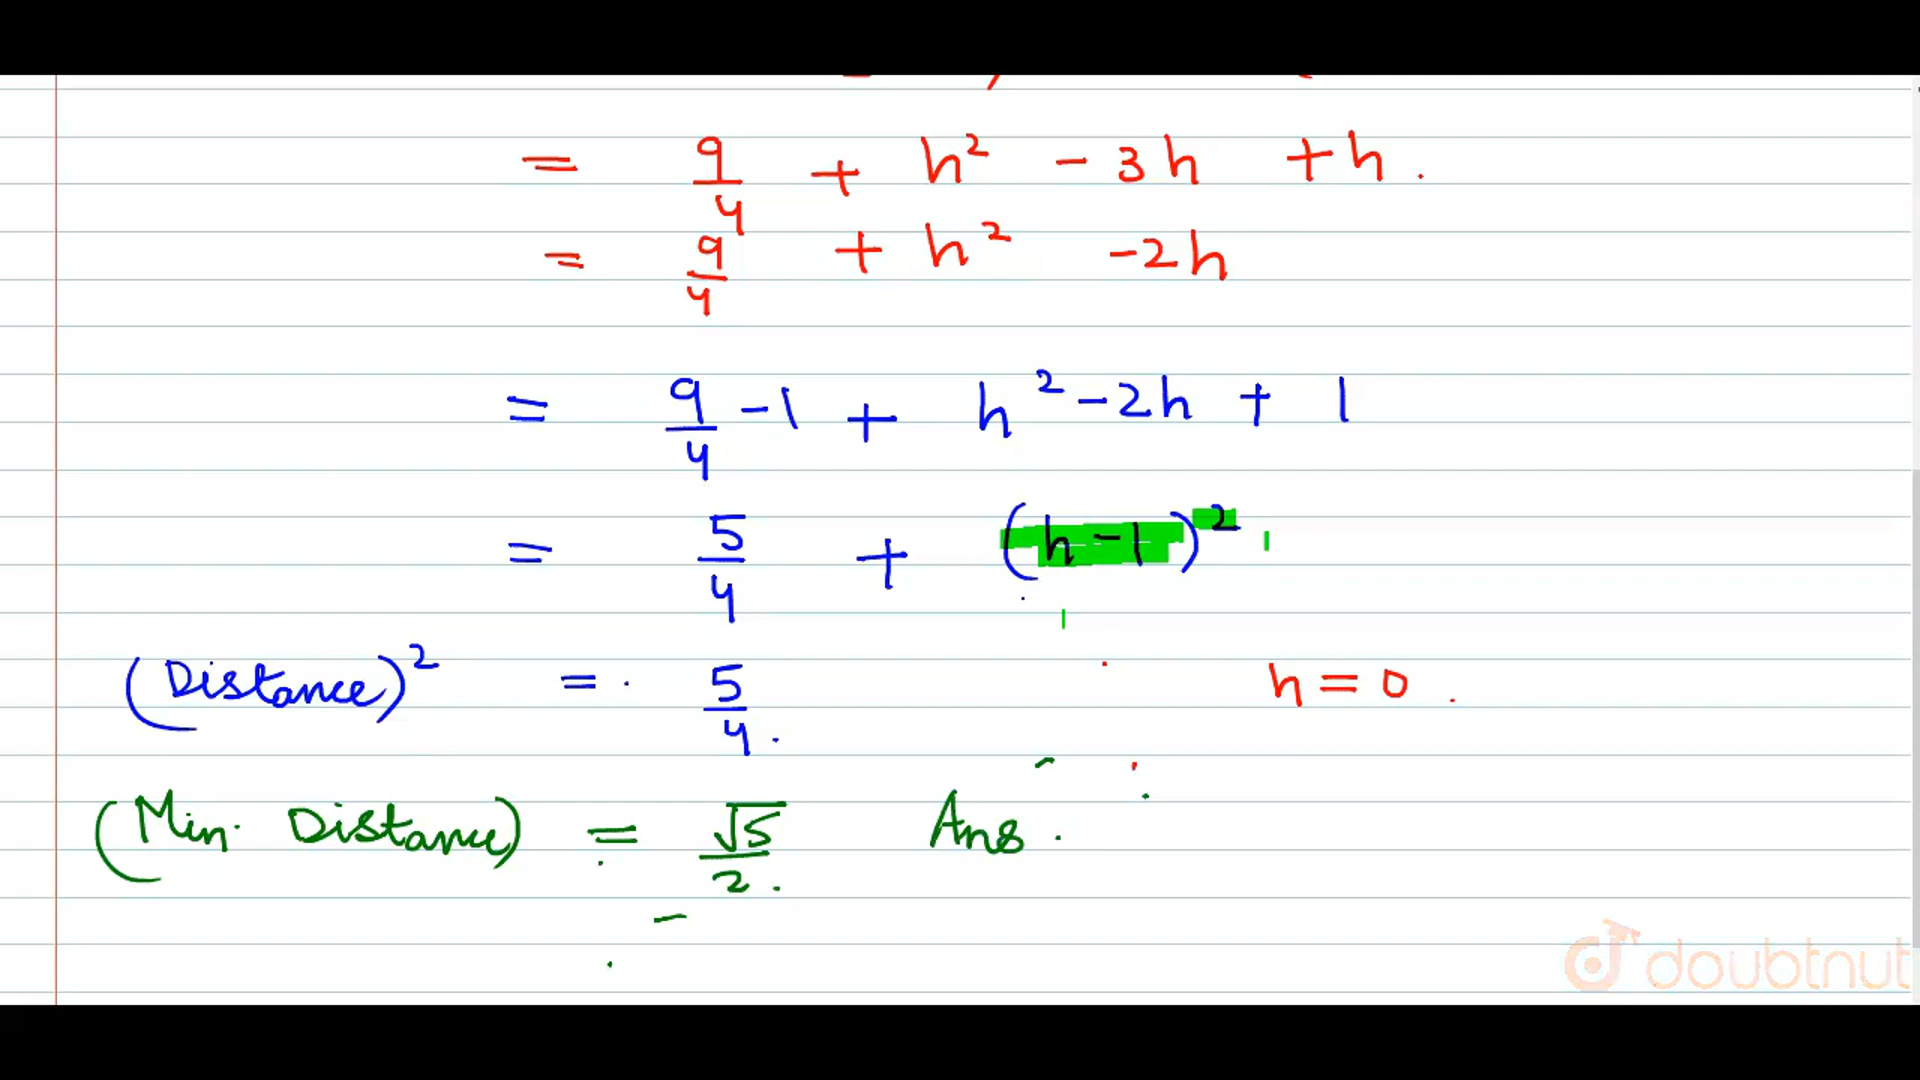 = 9/4 + h² - 3h + h.
= 9/4 + h² - 2h
= 9/4 - 1 + h² - 2h + 1
= 5/4 + (h-1)²
(Distance)² = 5/4. h = 0.
(Min. Distance) = √5/2. Ans.
doubtnut